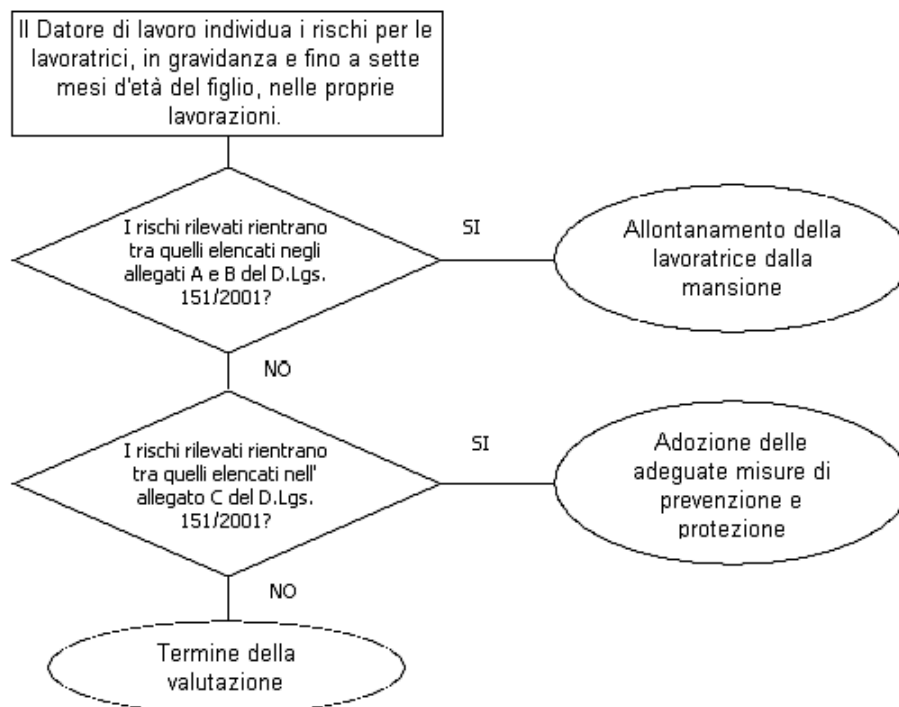 Il Datore di lavoro individua i rischi per le
lavoratrici, in gravidanza e fino a sette
mesi d'età del figlio, nelle proprie
lavorazioni.
I rischi rilevati rientrano
tra quelli elencati negli
allegati A e B del D.Lgs.
151/2001?
SI
Allontanamento della
lavoratrice dalla
mansione
NO
I rischi rilevati rientrano
tra quelli elencati nell'
allegato C del D.Lgs.
151/2001?
SI
Adozione delle
adeguate misure di
prevenzione e
protezione
NO
Termine della
valutazione